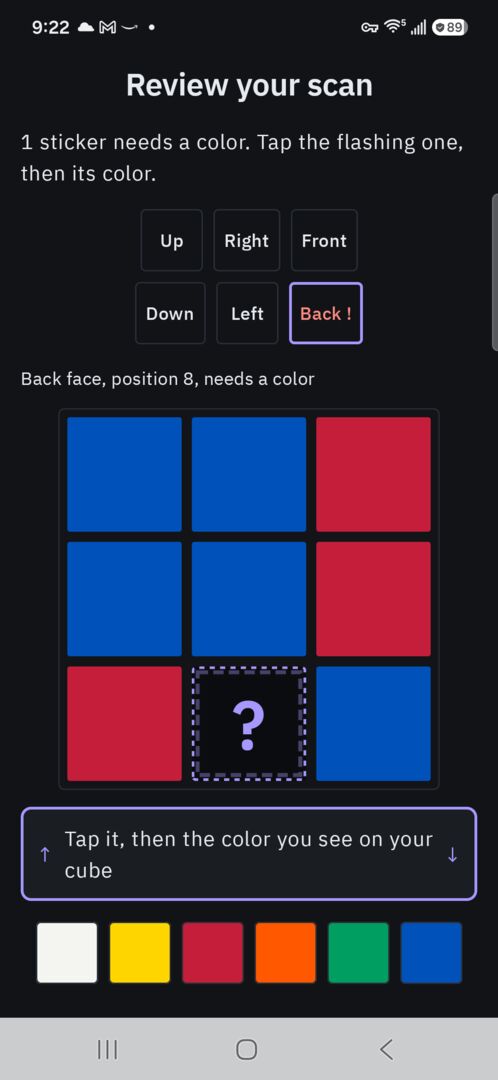 9:22
5
89
Review your scan
1 sticker needs a color. Tap the flashing one,
then its color.
Up
Right
Front
Down
Left
Back !
Back face, position 8, needs a color
?
↑ Tap it, then the color you see on your ↓
cube